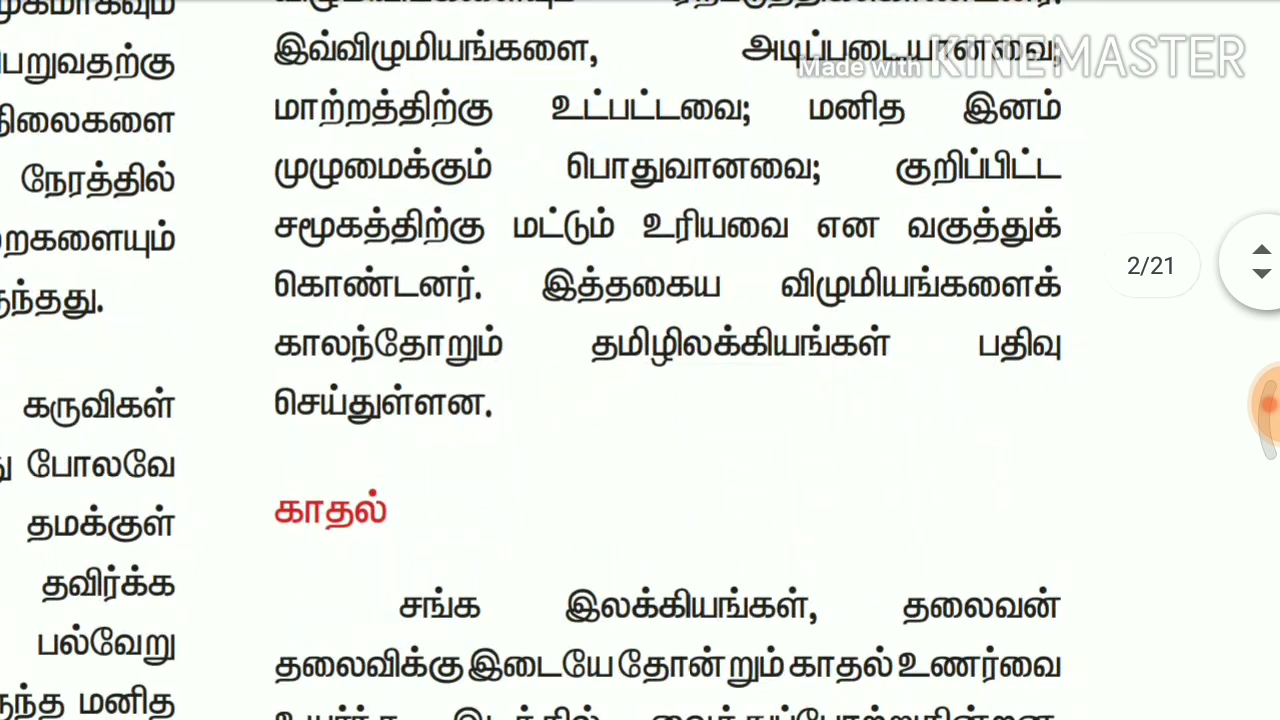 பெறுவதற்கு
நேரத்தில்
கருவிகள்
போலவே
தமக்குள்
தவிர்க்க
பல்வேறு
மனித
இவ்விழுமியங்களை, அடிப்படையானவை;
மாற்றத்திற்கு உட்பட்டவை; மனித இனம்
முழுமைக்கும் பொதுவானவை; குறிப்பிட்ட
சமூகத்திற்கு மட்டும் உரியவை என வகுத்துக்
கொண்டனர். இத்தகைய விழுமியங்களைக்
காலந்தோறும் தமிழிலக்கியங்கள் பதிவு
செய்துள்ளன.
காதல்
சங்க இலக்கியங்கள், தலைவன்
தலைவிக்கு இடையே தோன்றும் காதல் உணர்வை
Made with KINEMASTER
2/21